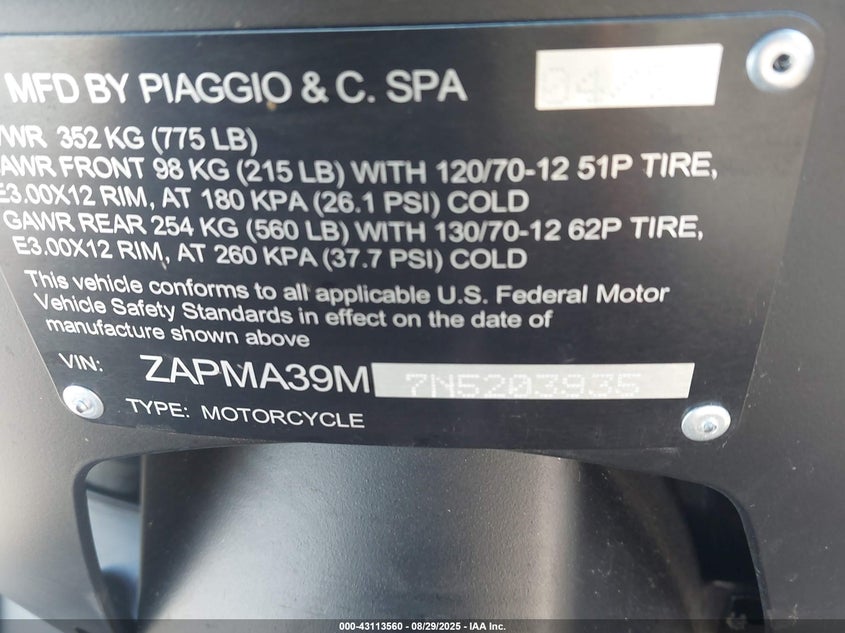 MFD BY PIAGGIO & C. SPA
352 KG (775 LB)
FRONT 98 KG (215 LB) WITH 120/70-12 51P TIRE,
E3.00X12 RIM, AT 180 KPA (26.1 PSI) COLD
GAWR REAR 254 KG (560 LB) WITH 130/70-12 62P TIRE,
E3.00X12 RIM, AT 260 KPA (37.7 PSI) COLD
This vehicle conforms to all applicable U.S. Federal Motor
Vehicle Safety Standards in effect on the date of
manufacture shown above
VIN: ZAPMA39M 7N5203935
TYPE: MOTORCYCLE
000-43113560 - 08/29/2025 - IAA Inc.